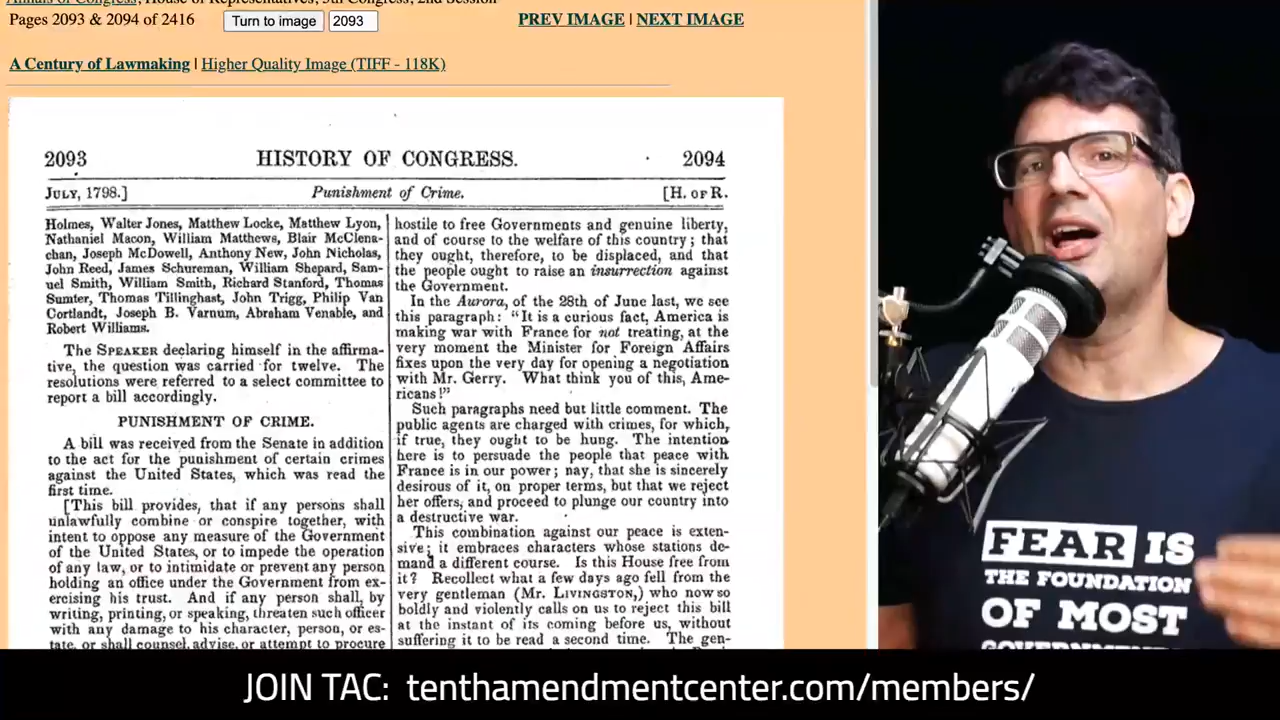 Annals of Congress, House of Representatives, 5th Congress, 2nd Session
Pages 2093 & 2094 of 2416
Turn to image
2093
PREV IMAGE | NEXT IMAGE
A Century of Lawmaking | Higher Quality Image (TIFF - 118K)
2093
HISTORY OF CONGRESS.
2094
JULY, 1798.]
Punishment of Crime.
[H. OF R.
Holmes, Walter Jones, Matthew Locke, Matthew Lyon,
Nathaniel Macon, William Matthews, Blair McClena-
chan, Joseph McDowell, Anthony New, John Nicholas,
John Reed, James Schureman, William Shepard, Sam-
uel Smith, William Smith, Richard Stanford, Thomas
Sumter, Thomas Tillinghast, John Trigg, Philip Van
Cortlandt, Joseph B. Varnum, Abraham Venable, and
Robert Williams.
The SPEAKER declaring himself in the affirma-
tive, the question was carried for twelve. The
resolutions were referred to a select committee to
report a bill accordingly.
PUNISHMENT OF CRIME.
A bill was received from the Senate in addition
to the act for the punishment of certain crimes
against the United States, which was read the
first time.
[This bill provides, that if any persons shall
unlawfully combine or conspire together, with
intent to oppose any measure of the Government
of the United States, or to impede the operation
of any law, or to intimidate or prevent any person
holding an office under the Government from ex-
ercising his trust. And if any person shall, by
writing, printing, or speaking, threaten such officer
with any damage to his character, person, or es-
tate, or shall counsel, advise, or attempt to procure
hostile to free Governments and genuine liberty,
and of course to the welfare of this country; that
they ought, therefore, to be displaced, and that
the people ought to raise an insurrection against
the Government.
In the Aurora, of the 28th of June last, we see
this paragraph: "It is a curious fact, America is
making war with France for not treating, at the
very moment the Minister for Foreign Affairs
fixes upon the very day for opening a negotiation
with Mr. Gerry. What think you of this, Ame-
ricans!"
Such paragraphs need but little comment. The
public agents are charged with crimes, for which,
if true, they ought to be hung. The intention
here is to persuade the people that peace with
France is in our power; nay, that she is sincerely
desirous of it, on proper terms, but that we reject
her offers, and proceed to plunge our country into
a destructive war.
This combination against our peace is exten-
sive; it embraces characters whose stations de-
mand a different course. Is this House free from
it? Recollect what a few days ago fell from the
very gentleman (Mr. LIVINGSTON,) who now so
boldly and violently calls on us to reject this bill
at the instant of its coming before us, without
suffering it to be read a second time. The gen-
FEAR IS
THE FOUNDATION
OF MOST
JOIN TAC: tenthamendmentcenter.com/members/